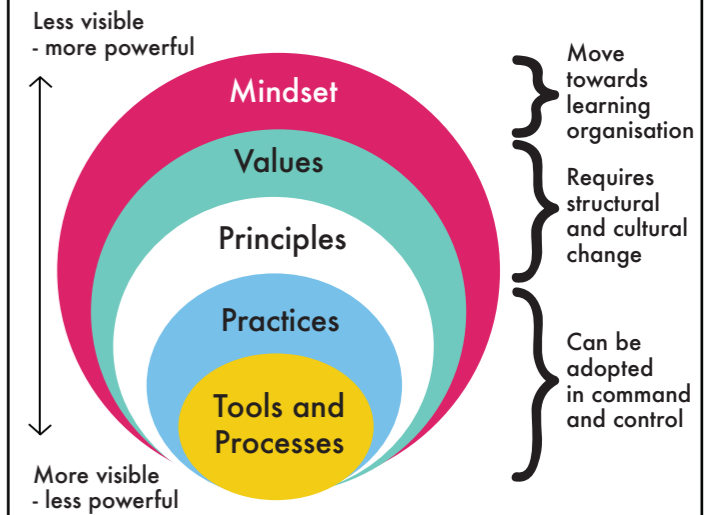 Less visible
- more powerful
Mindset
Values
Principles
Practices
Tools and
Processes
More visible
- less powerful
Move
towards
learning
organisation
Requires
structural
and cultural
change
Can be
adopted
in command
and control